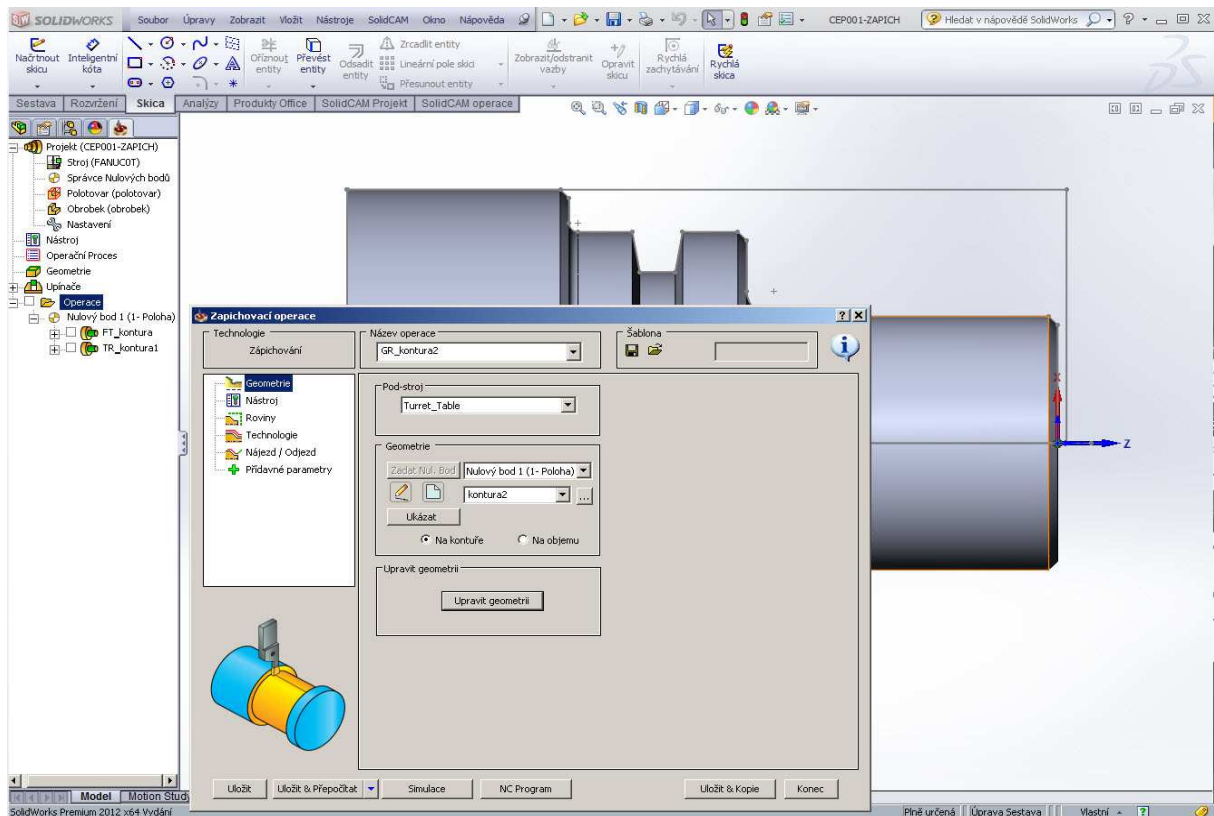 SOLIDWORKS Soubor Úpravy Zobrazit Vložit Nástroje SolidCAM Okno Nápověda CEP001-ZAPICH Hledat v nápovědě SolidWorks
Načrtnout skicu
Inteligentní kóta
Oříznout entity
Převést entity
Odsadit entity
Zrcadlit entity
Lineární pole skici
Přesunout entity
Zobrazit/odstranit vazby
Opravit skicu
Rychlá zachytávání
Rychlá skica
Sestava Rozvržení Skica Analýzy Produkty Office SolidCAM Projekt SolidCAM operace
Projekt (CEP001-ZAPICH)
Stroj (FANUC0T)
Správce Nulových bodů
Polotovar (polotovar)
Obrobek (obrobek)
Nastavení
Nástroj
Operační Proces
Geometrie
Upínače
Operace
Nulový bod 1 (1- Poloha)
FT_kontura
TR_kontura1
X
Z
Zapichovací operace
Technologie
Zápichování
Název operace
GR_kontura2
Šablona
Geometrie
Nástroj
Roviny
Technologie
Nájezd / Odjezd
Přídavné parametry
Pod-stroj
Turret_Table
Geometrie
Zadat Nul. Bod Nulový bod 1 (1- Poloha)
kontura2 ...
Ukázat
Na kontuře Na objemu
Upravit geometrii
Upravit geometrii
Uložit Uložit & Přepočítat Simulace NC Program Uložit & Kopie Konec
Model Motion Stud
SolidWorks Premium 2012 x64 Vydání Plně určená Úprava Sestava Vlastní